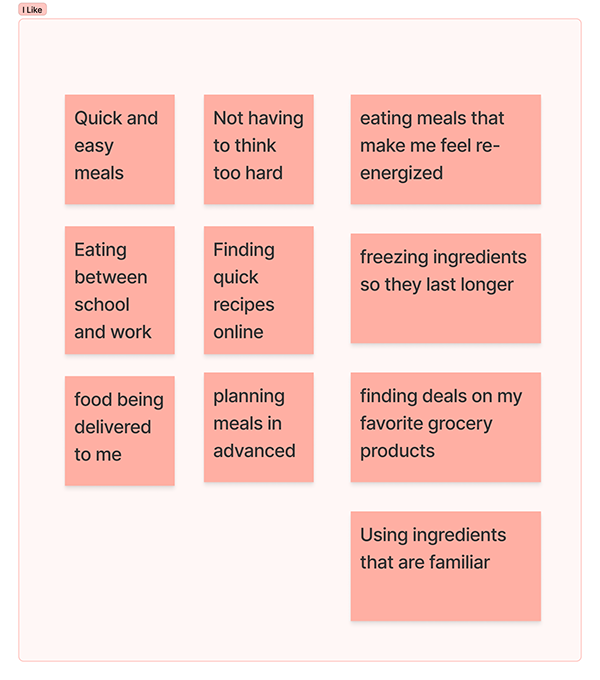 I Like
Quick and
easy
meals
Not having
to think
too hard
eating meals that
make me feel re-
energized
Eating
between
school
and work
Finding
quick
recipes
online
freezing ingredients
so they last longer
food being
delivered
to me
planning
meals in
advanced
finding deals on my
favorite grocery
products
Using ingredients
that are familiar